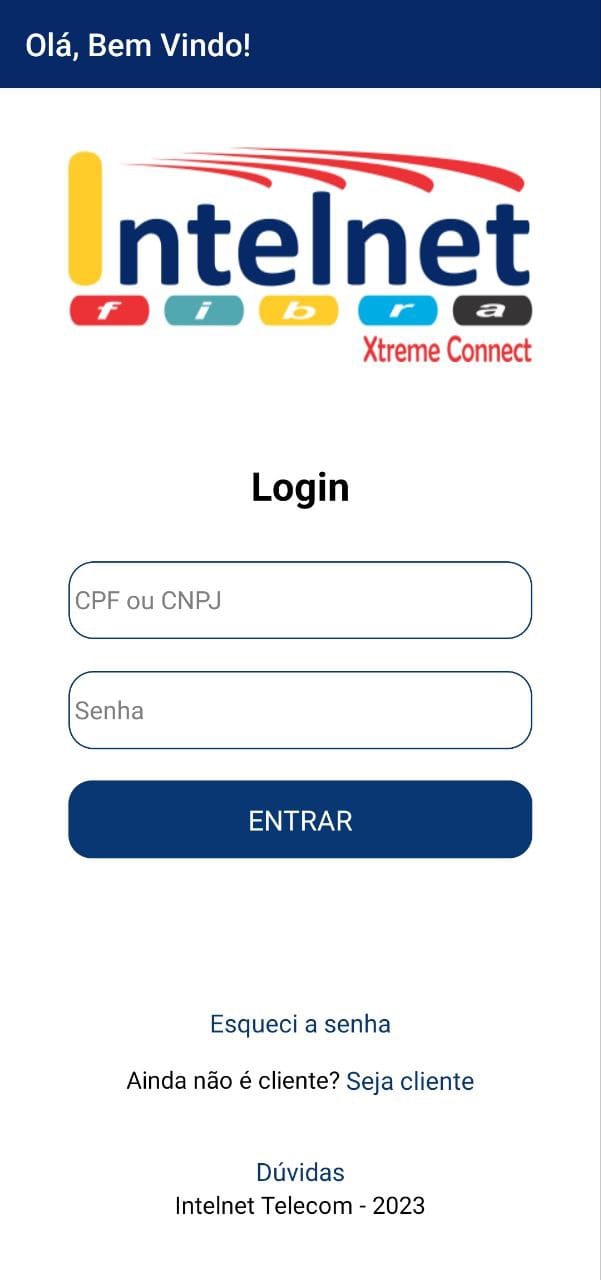 Olá, Bem Vindo!
Intelnet
fibra
Xtreme Connect
Login
CPF ou CNPJ
Senha
ENTRAR
Esqueci a senha
Ainda não é cliente? Seja cliente
Dúvidas
Intelnet Telecom - 2023